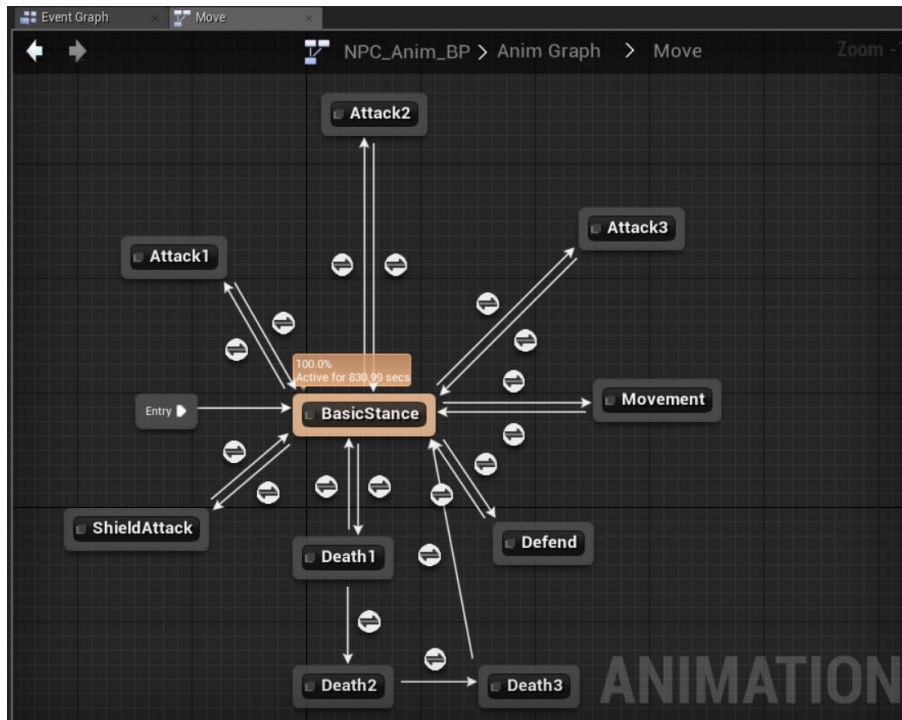 Event Graph
Move
NPC_Anim_BP > Anim Graph > Move
Zoom -
Attack2
Attack3
Attack1
100.0%
Active for 830.99 secs
Entry
BasicStance
Movement
ShieldAttack
Defend
Death1
Death2
Death3
ANIMATION